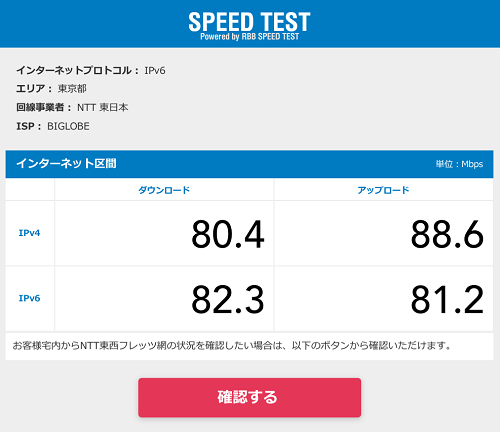 SPEED TEST
Powered by RBB SPEED TEST
インターネットプロトコル： IPv6
エリア： 東京都
回線事業者： NTT 東日本
ISP： BIGLOBE
インターネット区間 単位：Mbps
ダウンロード アップロード
IPv4 80.4 88.6
IPv6 82.3 81.2
お客様宅内からNTT東西フレッツ網の状況を確認したい場合は、以下のボタンから確認いただけます。
確認する